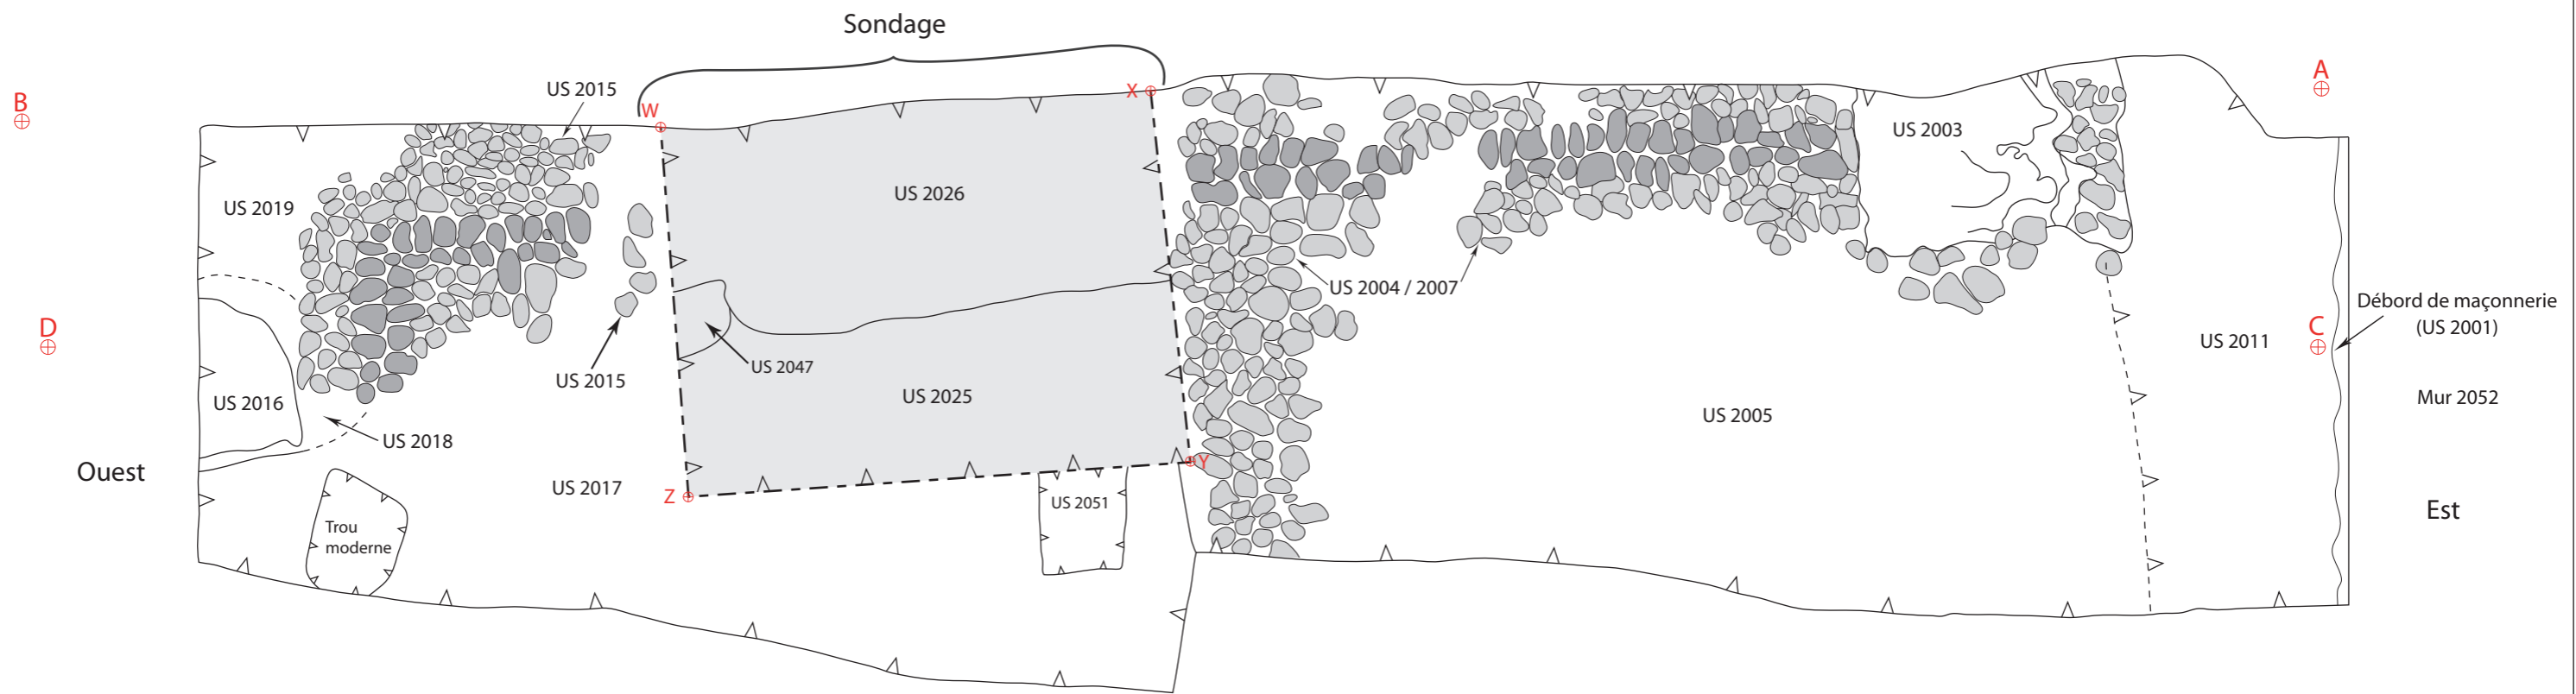 Sondage
B
US 2015
W
X
A
US 2003
US 2019
US 2026
US 2004 / 2007
D
C
Débord de maçonnerie
(US 2001)
US 2011
US 2015
US 2047
US 2016
US 2025
US 2005
Mur 2052
US 2018
Ouest
US 2017
Z
Y
US 2051
Est
Trou
moderne